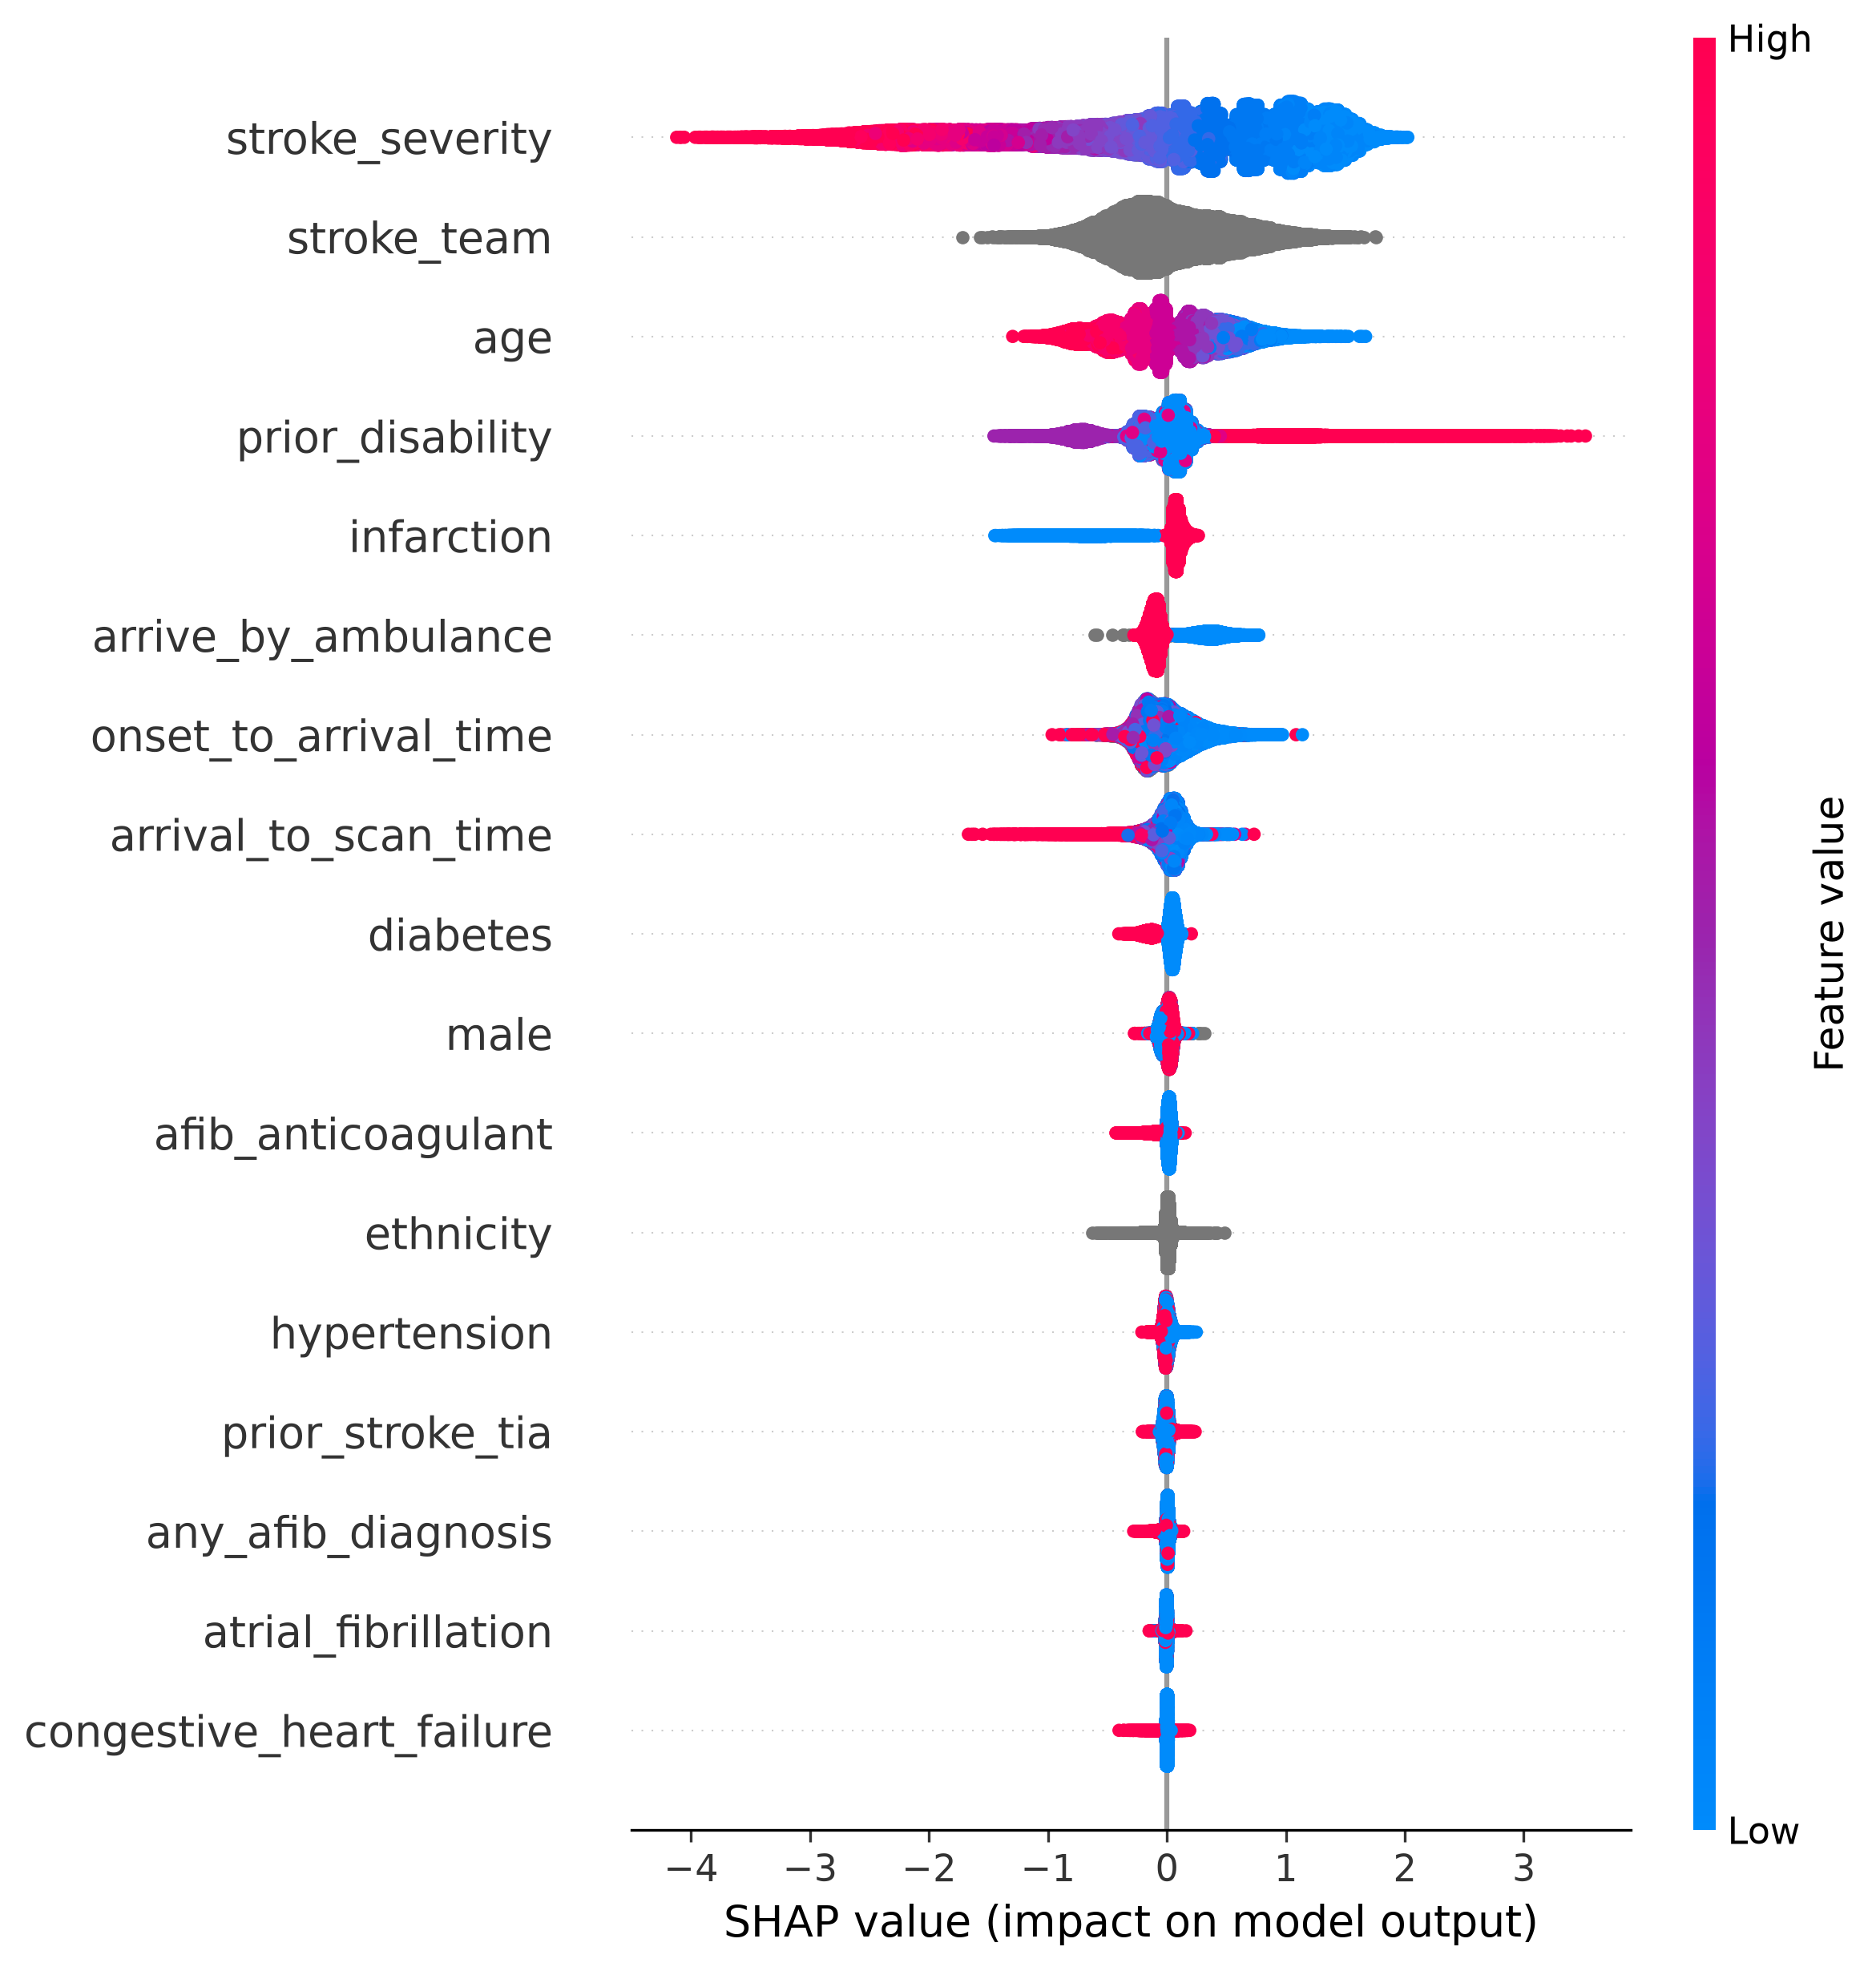 High
stroke_severity
stroke_team
age
prior_disability
infarction
arrive_by_ambulance
onset_to_arrival_time
arrival_to_scan_time
diabetes
male
afib_anticoagulant
ethnicity
hypertension
prior_stroke_tia
any_afib_diagnosis
atrial_fibrillation
congestive_heart_failure
Feature value
Low
−4 −3 −2 −1 0 1 2 3
SHAP value (impact on model output)